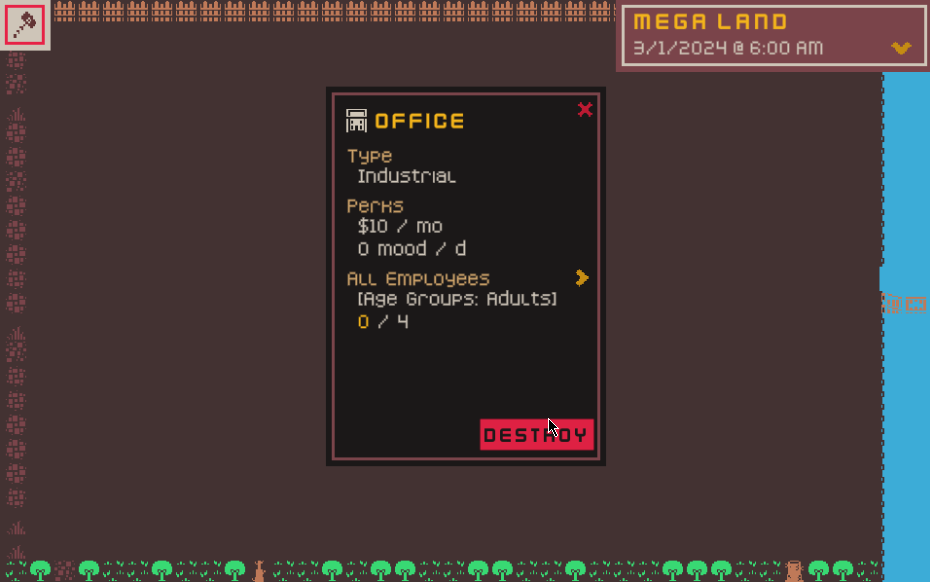 MEGA LAND
3/1/2024 @ 6:00 AM
OFFICE
Type
Industrial
Perks
$10 / mo
0 mood / d
All Employees
[Age Groups: Adults]
0 / 4
DESTROY